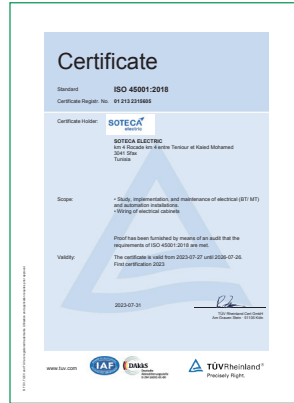 Certificate
Standard ISO 45001:2018
Certificate Registr. No. 01 213 2315605
Certificate Holder: SOTECA
electric
SOTECA ELECTRIC
km 4 Rocade km 4 entre Teniour et Kaied Mohamed
3041 Sfax
Tunisia
Scope: • Study, implementation, and maintenance of electrical (BT/ MT)
and automation installations.
• Wiring of electrical cabinets
Proof has been furnished by means of an audit that the
requirements of ISO 45001:2018 are met.
Validity: The certificate is valid from 2023-07-27 until 2026-07-26.
First certification 2023
2023-07-31
TÜV Rheinland Cert GmbH
Am Grauen Stein · 51105 Köln
www.tuv.com
IAF
DAkkS
TÜVRheinland®
Precisely Right.